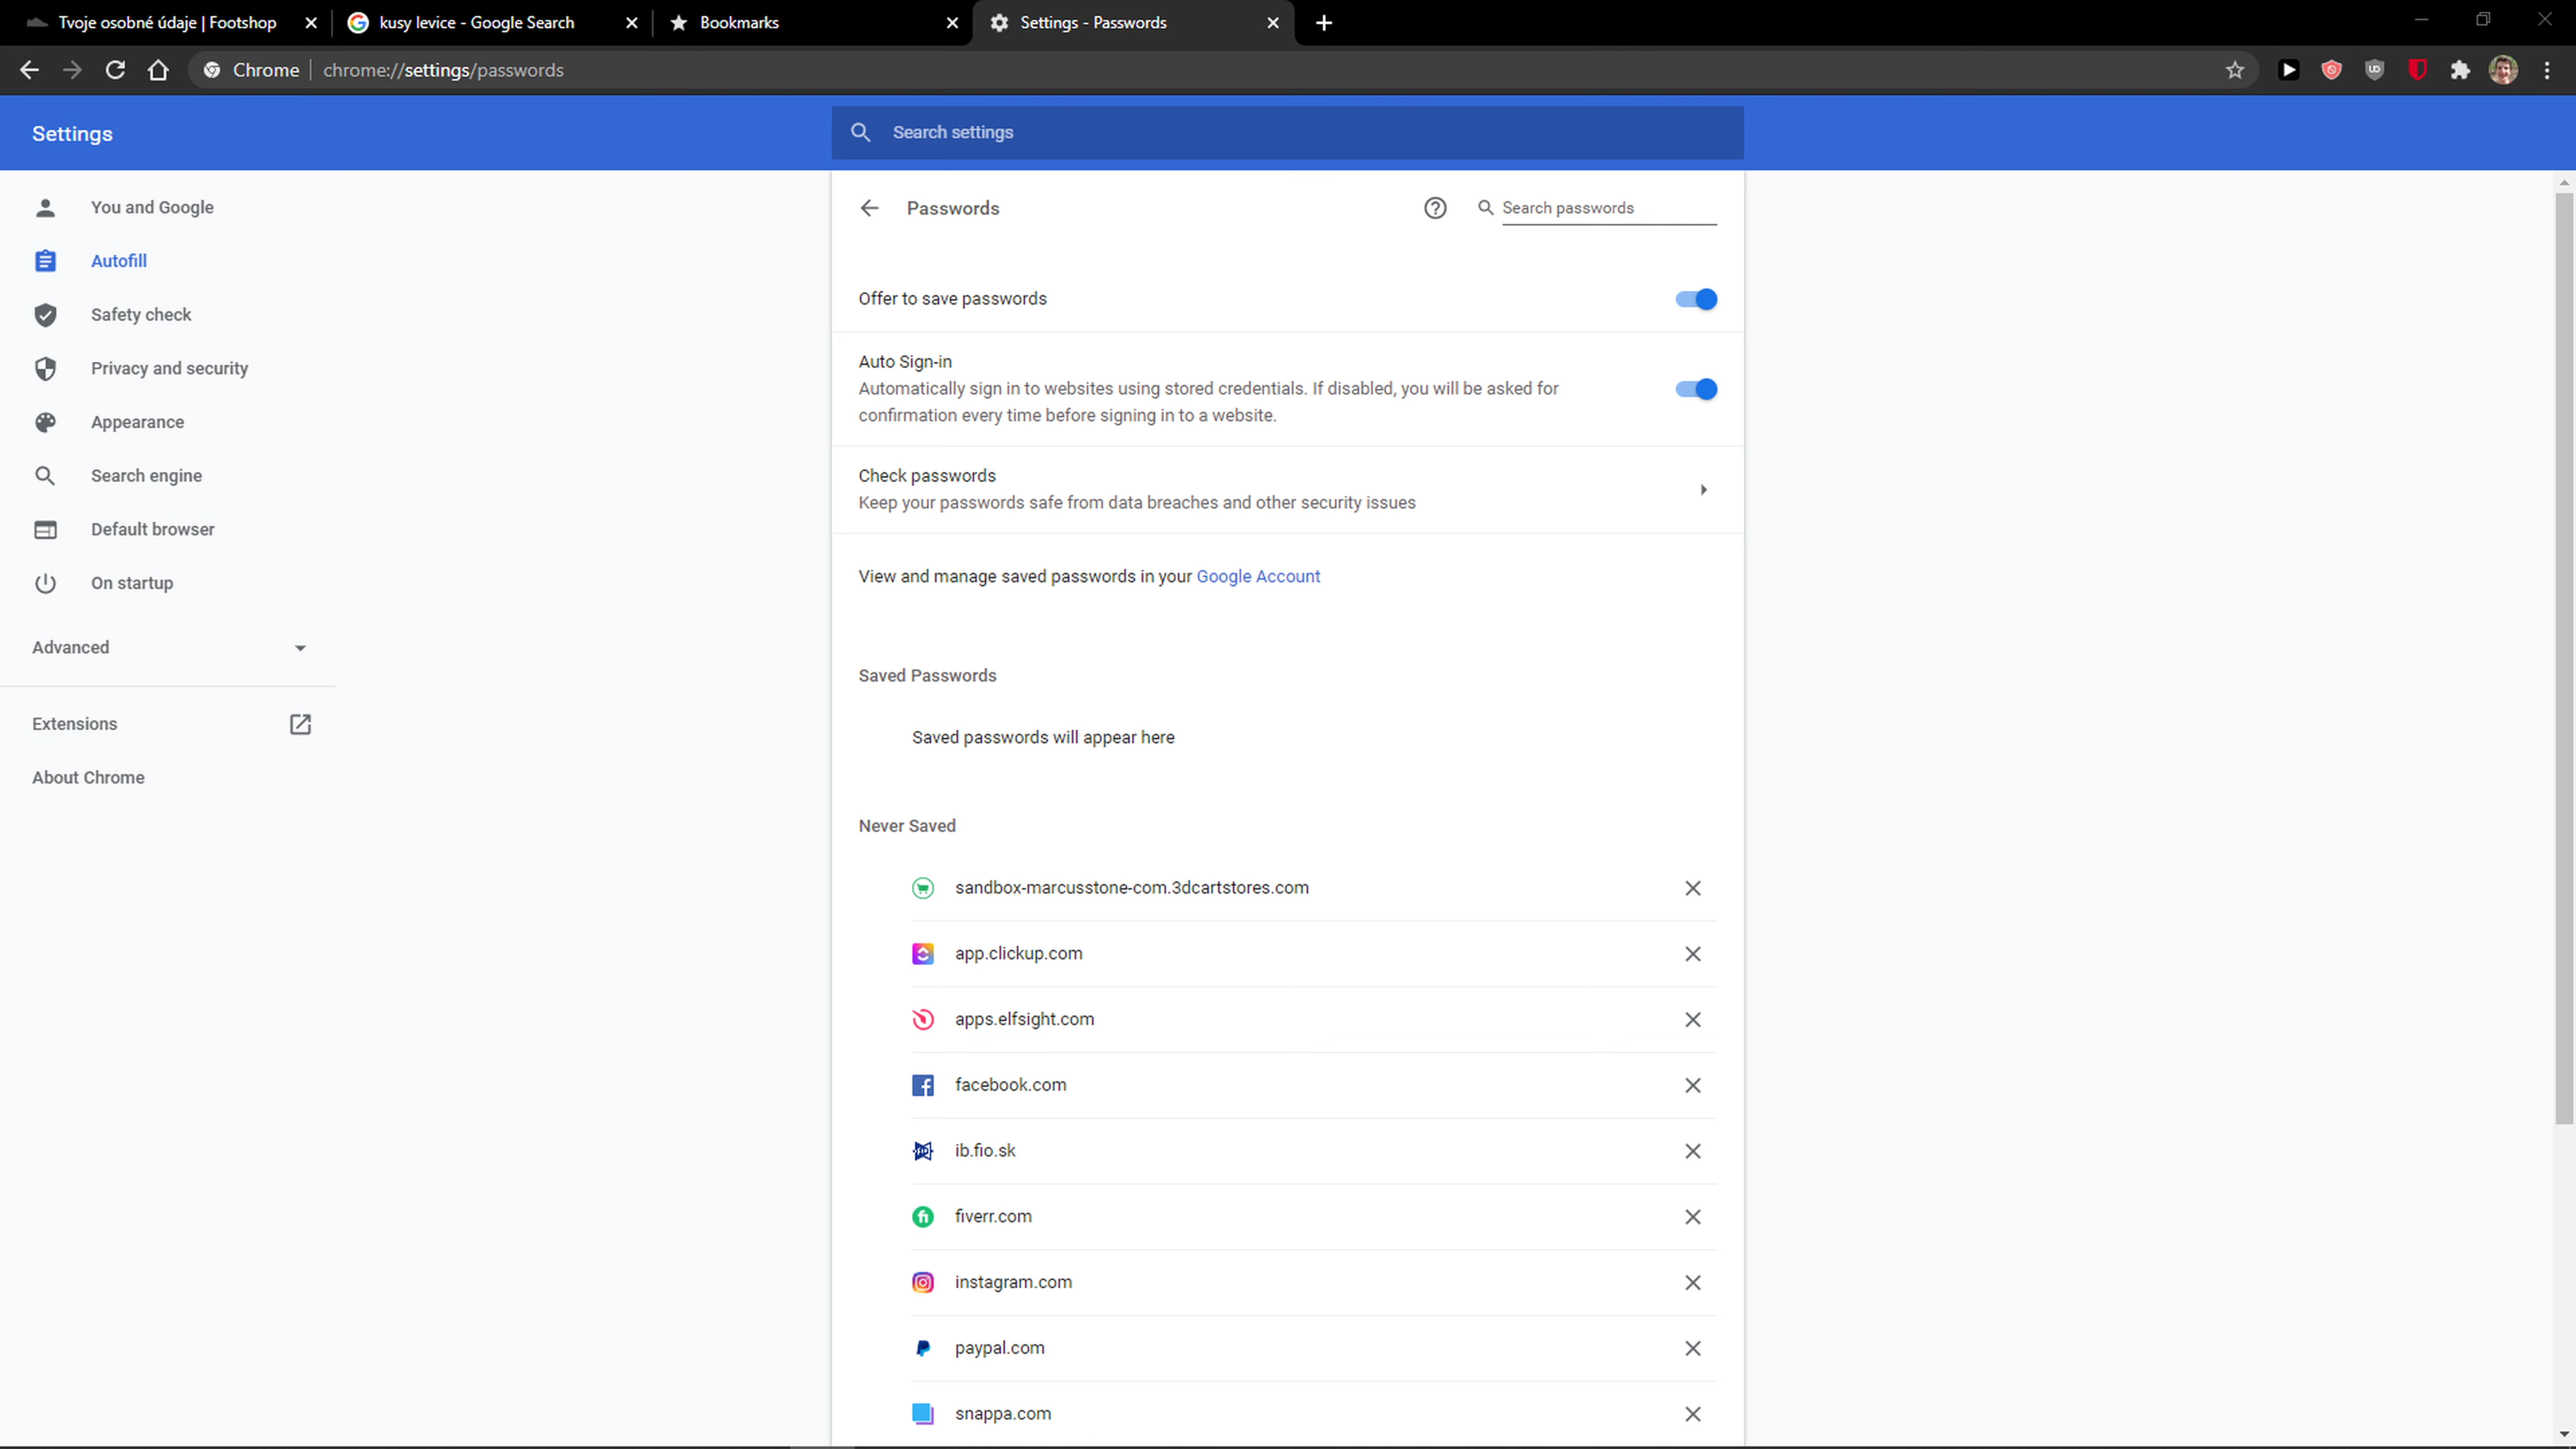 Tvoje osobné údaje | Footshop
kusy levice - Google Search
Bookmarks
Settings - Passwords
Chrome
chrome://settings/passwords
Settings
Search settings
You and Google
Autofill
Safety check
Privacy and security
Appearance
Search engine
Default browser
On startup
Advanced
Extensions
About Chrome
Passwords
Search passwords
Offer to save passwords
Auto Sign-in
Automatically sign in to websites using stored credentials. If disabled, you will be asked for
confirmation every time before signing in to a website.
Check passwords
Keep your passwords safe from data breaches and other security issues
View and manage saved passwords in your Google Account
Saved Passwords
Saved passwords will appear here
Never Saved
sandbox-marcusstone-com.3dcartstores.com
app.clickup.com
apps.elfsight.com
facebook.com
ib.fio.sk
fiverr.com
instagram.com
paypal.com
snappa.com